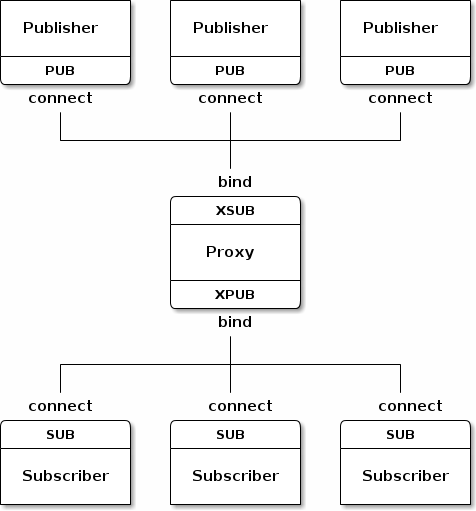 Publisher Publisher Publisher
PUB PUB PUB
connect connect connect
bind
XSUB
Proxy
XPUB
bind
connect connect connect
SUB SUB SUB
Subscriber Subscriber Subscriber